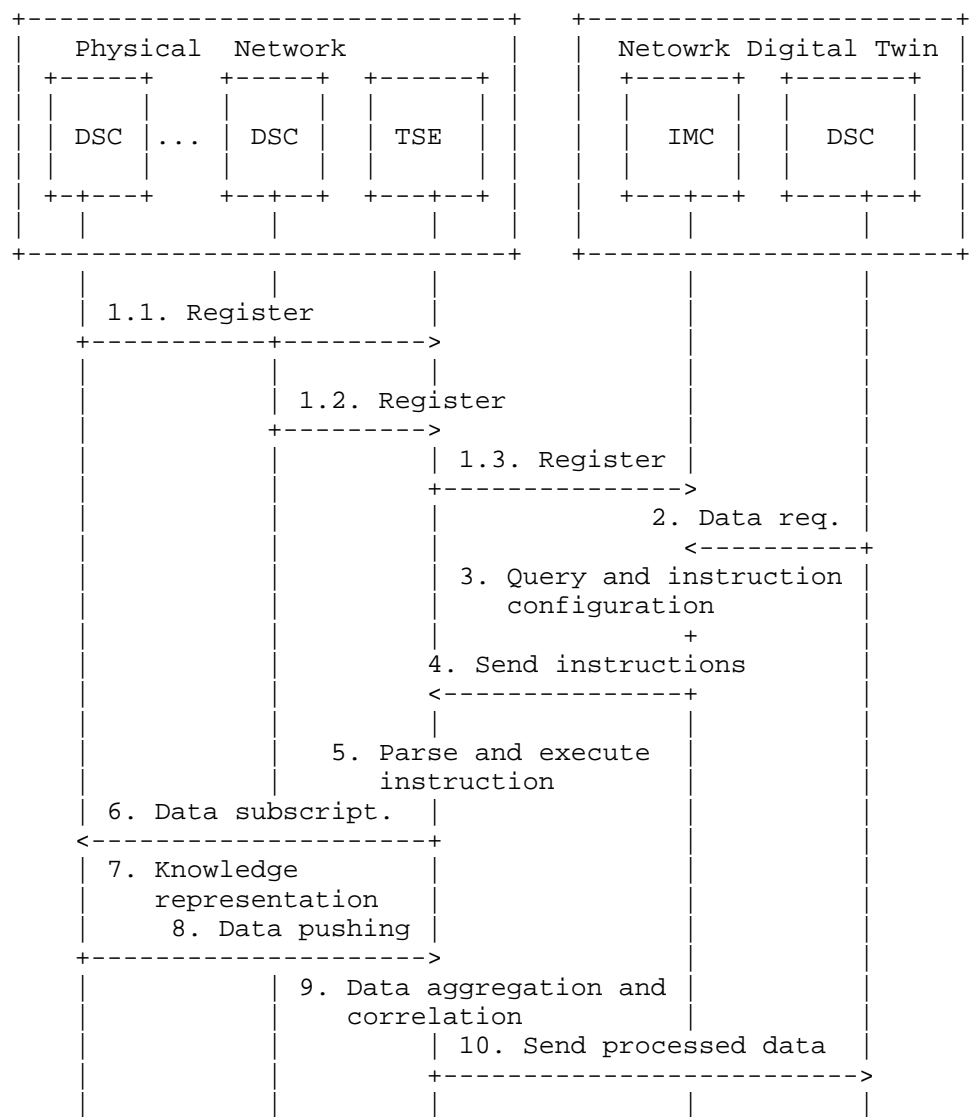 Physical Network
Netowrk Digital Twin
DSC ... DSC TSE IMC DSC
1.1. Register
1.2. Register
1.3. Register
2. Data req.
3. Query and instruction
configuration
4. Send instructions
5. Parse and execute
instruction
6. Data subscript.
7. Knowledge
representation
8. Data pushing
9. Data aggregation and
correlation
10. Send processed data